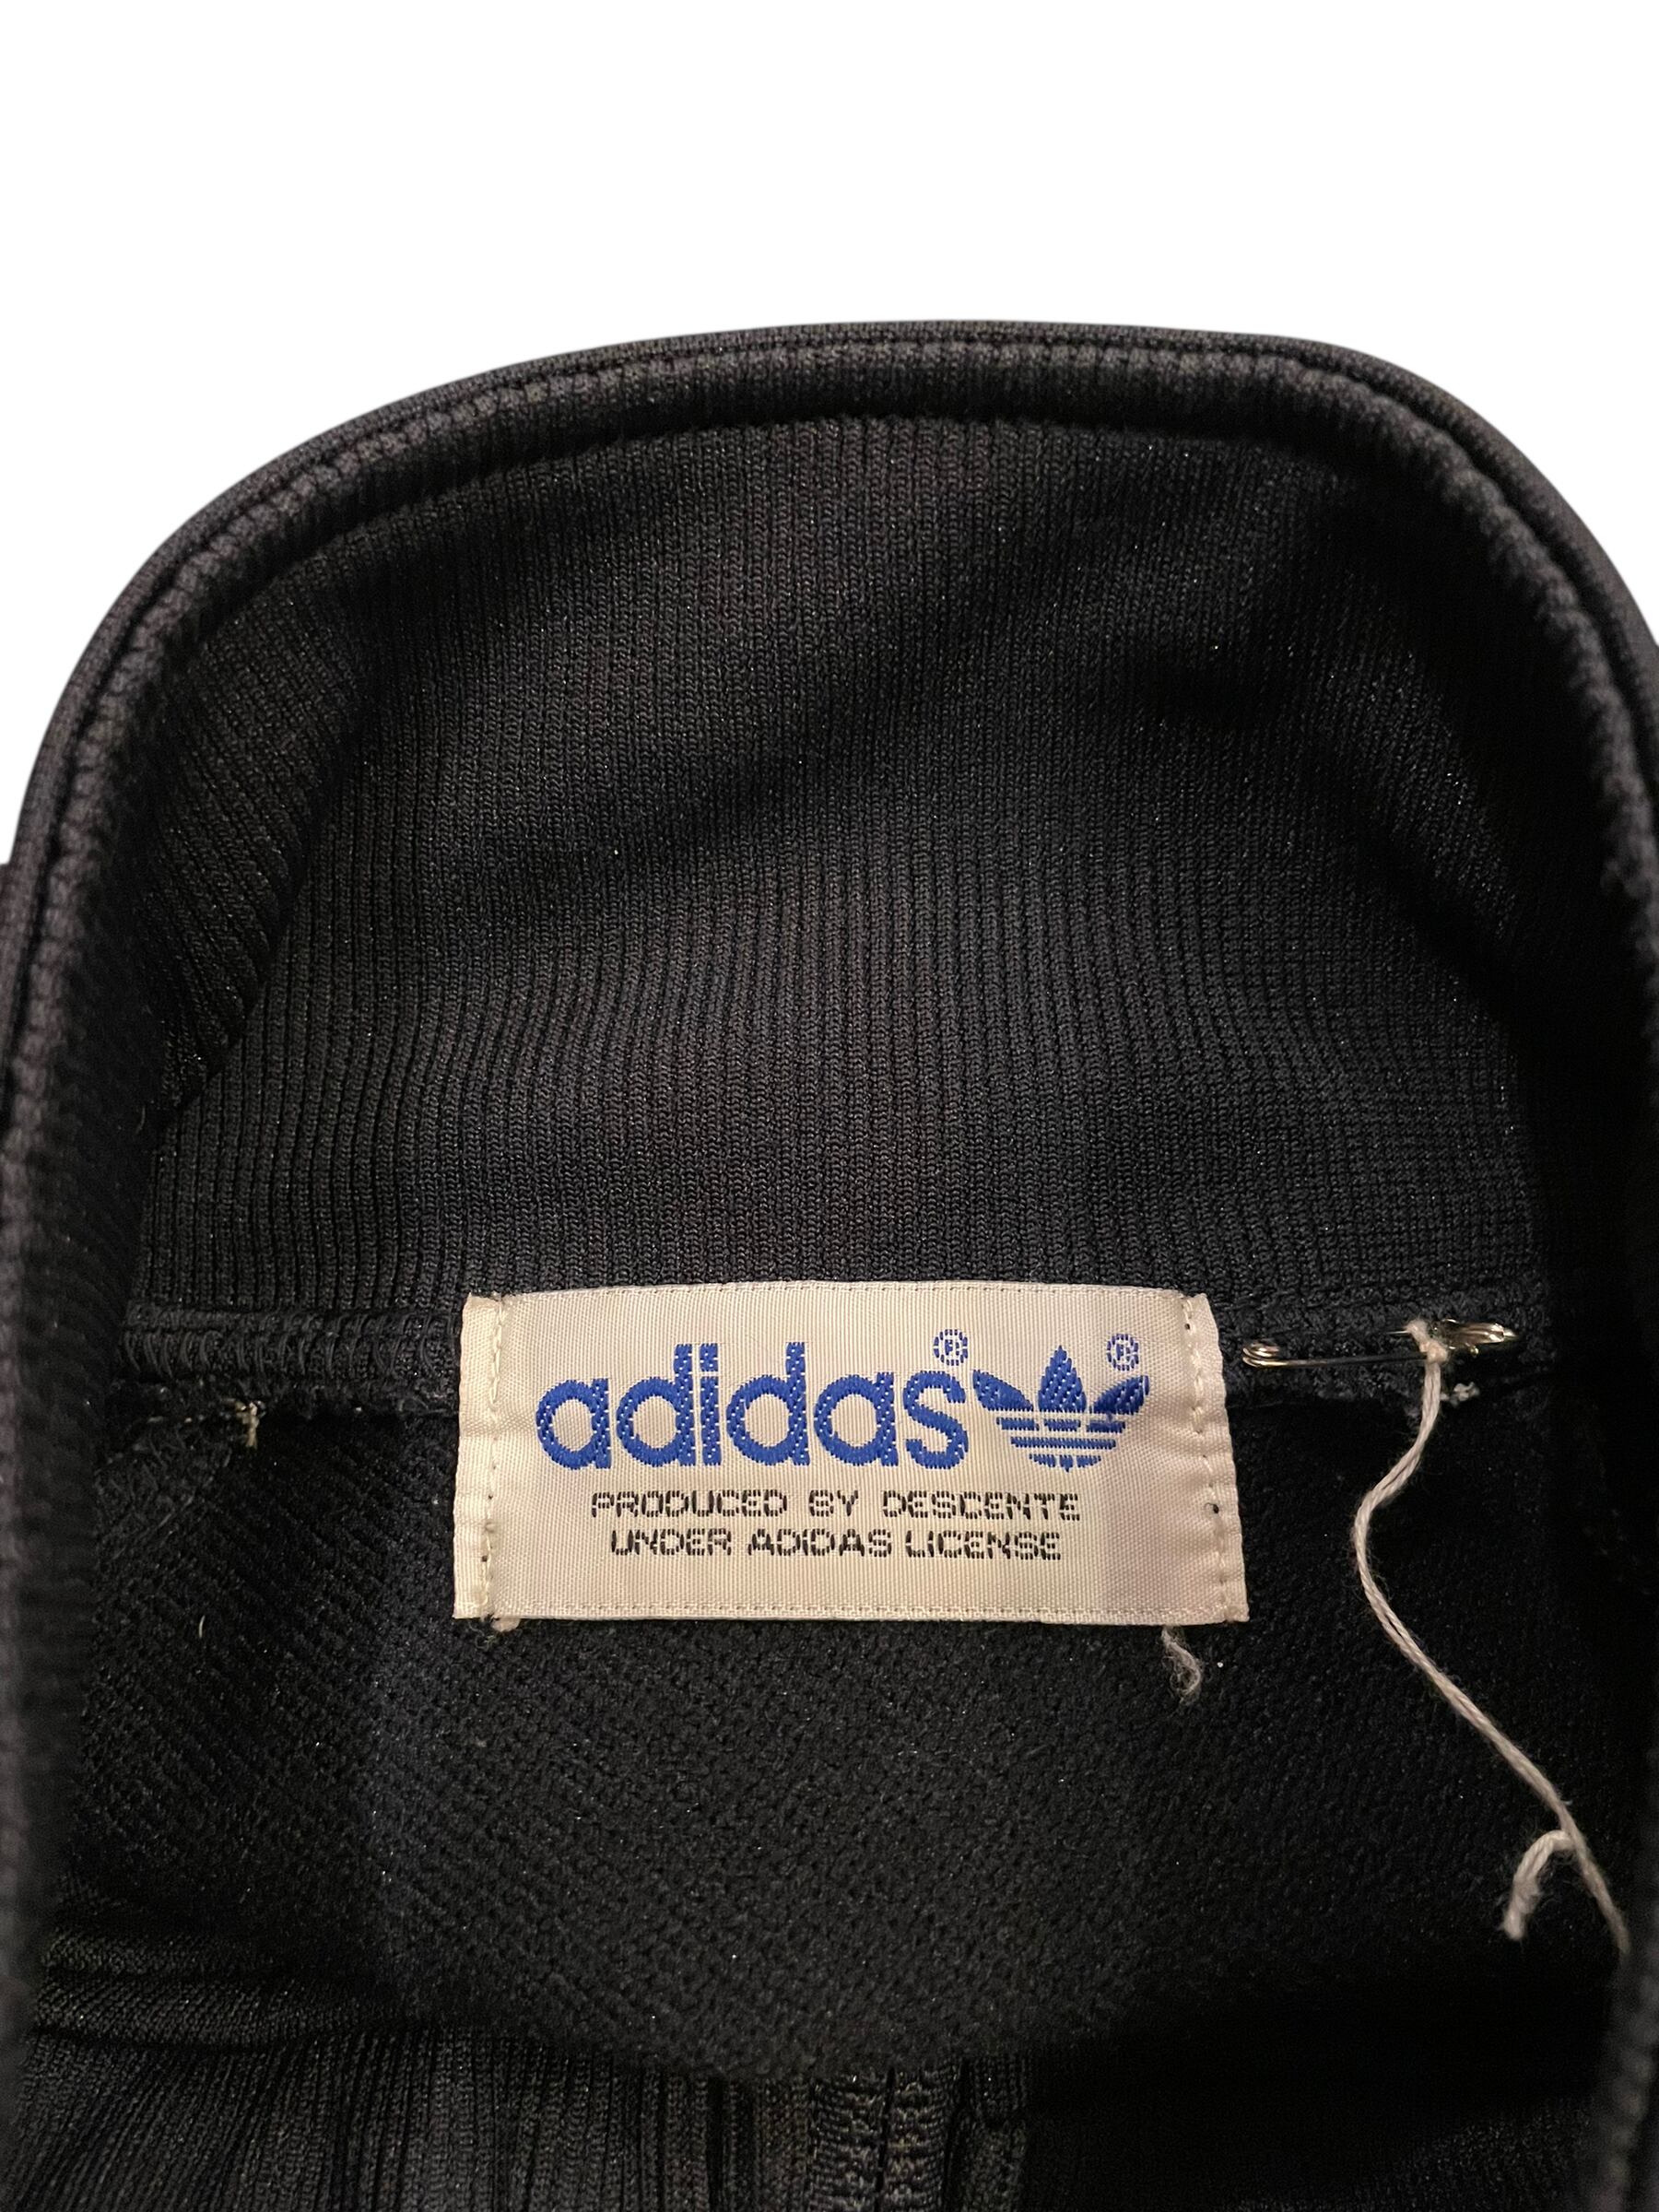 adidas®®
PRODUCED BY DESCENTE
UNDER ADIDAS LICENSE